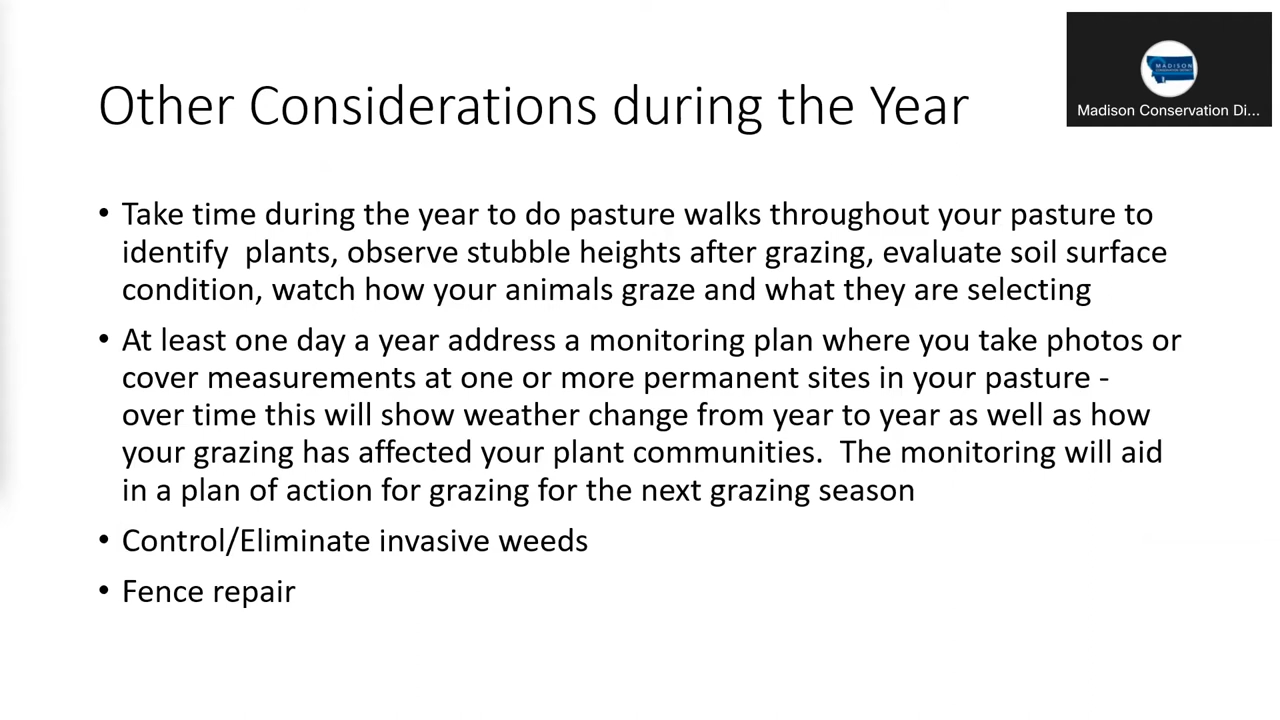 Other Considerations during the Year
MADISON
Madison Conservation Di...
• Take time during the year to do pasture walks throughout your pasture to
identify  plants, observe stubble heights after grazing, evaluate soil surface
condition, watch how your animals graze and what they are selecting
• At least one day a year address a monitoring plan where you take photos or
cover measurements at one or more permanent sites in your pasture -
over time this will show weather change from year to year as well as how
your grazing has affected your plant communities.  The monitoring will aid
in a plan of action for grazing for the next grazing season
• Control/Eliminate invasive weeds
• Fence repair